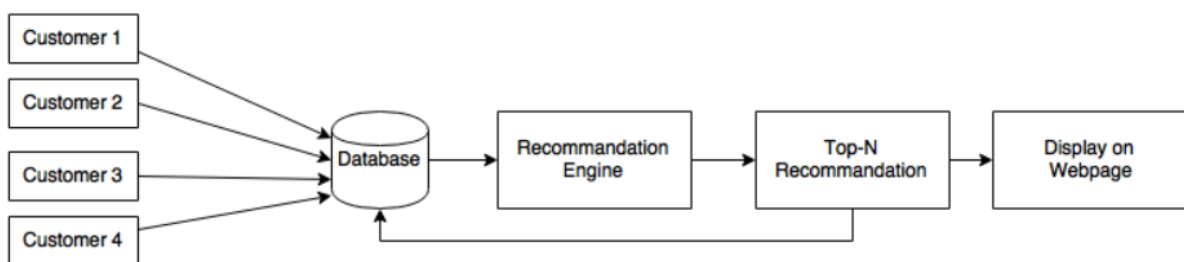 Customer 1
Customer 2
Customer 3
Customer 4
Database
Recommandation
Engine
Top-N
Recommandation
Display on
Webpage